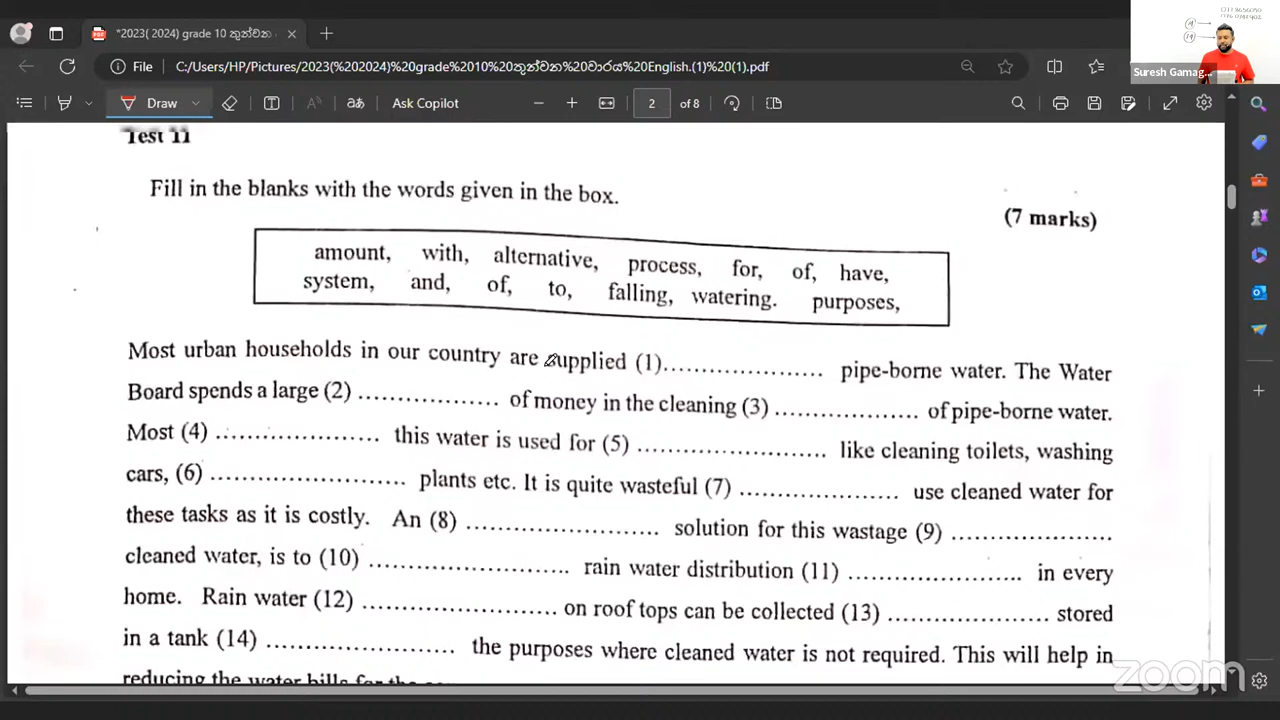 *2023( 2024) grade 10 තුන්වන
File
C:/Users/HP/Pictures/2023(%202024)%20grade%2010%20තුන්වන%20වාරය%20English.(1)%20(1).pdf
Suresh Gamag...
Draw
aあ
Ask Copilot
2
of 8
Test 11
Fill in the blanks with the words given in the box.
(7 marks)
amount, with, alternative, process, for, of, have,
system, and, of, to, falling, watering. purposes,
Most urban households in our country are supplied (1)........................ pipe-borne water. The Water
Board spends a large (2) ..................... of money in the cleaning (3) ..................... of pipe-borne water.
Most (4) ........................ this water is used for (5) ............................ like cleaning toilets, washing
cars, (6) ............................ plants etc. It is quite wasteful (7) ........................ use cleaned water for
these tasks as it is costly. An (8) ............................ solution for this wastage (9) ........................
cleaned water, is to (10) ............................ rain water distribution (11) ......................... in every
home. Rain water (12) ............................ on roof tops can be collected (13) ........................ stored
in a tank (14) ............................ the purposes where cleaned water is not required. This will help in
reducing the water bills for the
zoom